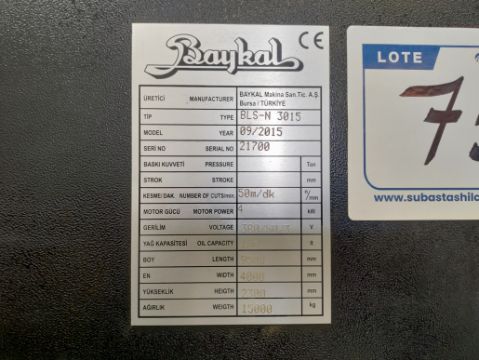 Baykal CE
ÜRETİCİ MANUFACTURER BAYKAL Makina San.Tic. A.Ş. Bursa / TÜRKİYE
TİP TYPE BLS-N 3015
MODEL YEAR 09/2015
SERI NO SERIAL NO 21700
BASKI KUVVETİ PRESSURE Ton
STROK STROKE mm
KESME/DAK. NUMBER OF CUTS/min. 50m/dk °/mn
MOTOR GÜCÜ MOTOR POWER 4 kW
GERİLİM VOLTAGE
YAĞ KAPASİTESİ OIL CAPACITY lt
BOY LENGTH mm
EN WIDTH 4000 mm
YÜKSEKLİK HEIGTH 2700 mm
AĞIRLIK WEIGTH 15000 kg
LOTE
www.subastashilc